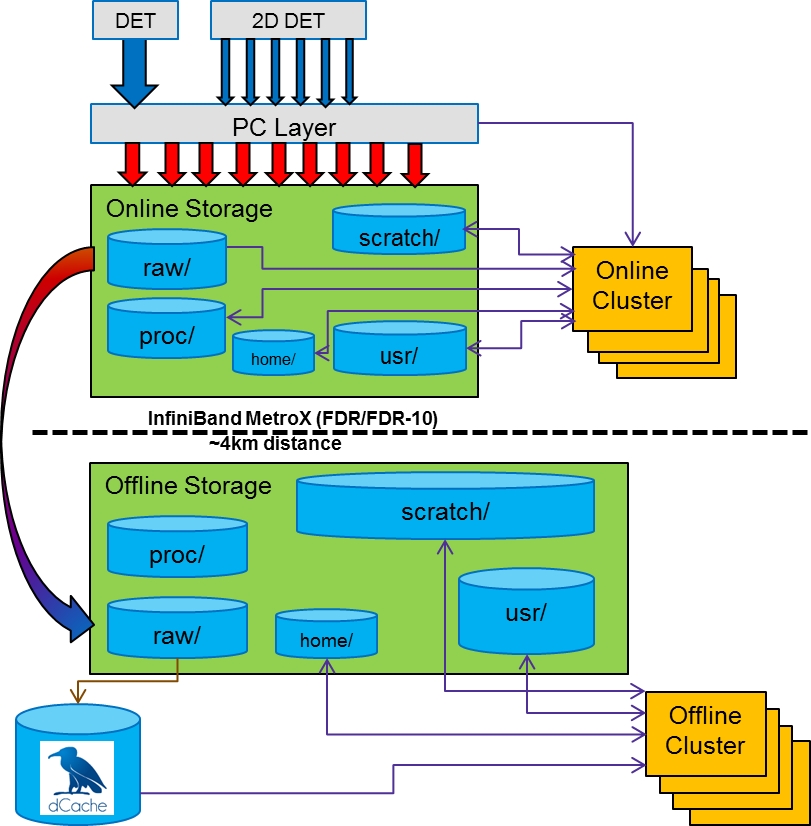 DET
2D DET
PC Layer
Online Storage
scratch/
raw/
Online
Cluster
proc/
home/
usr/
InfiniBand MetroX (FDR/FDR-10)
~4km distance
Offline Storage
scratch/
proc/
usr/
raw/
home/
Offline
Cluster
dCache